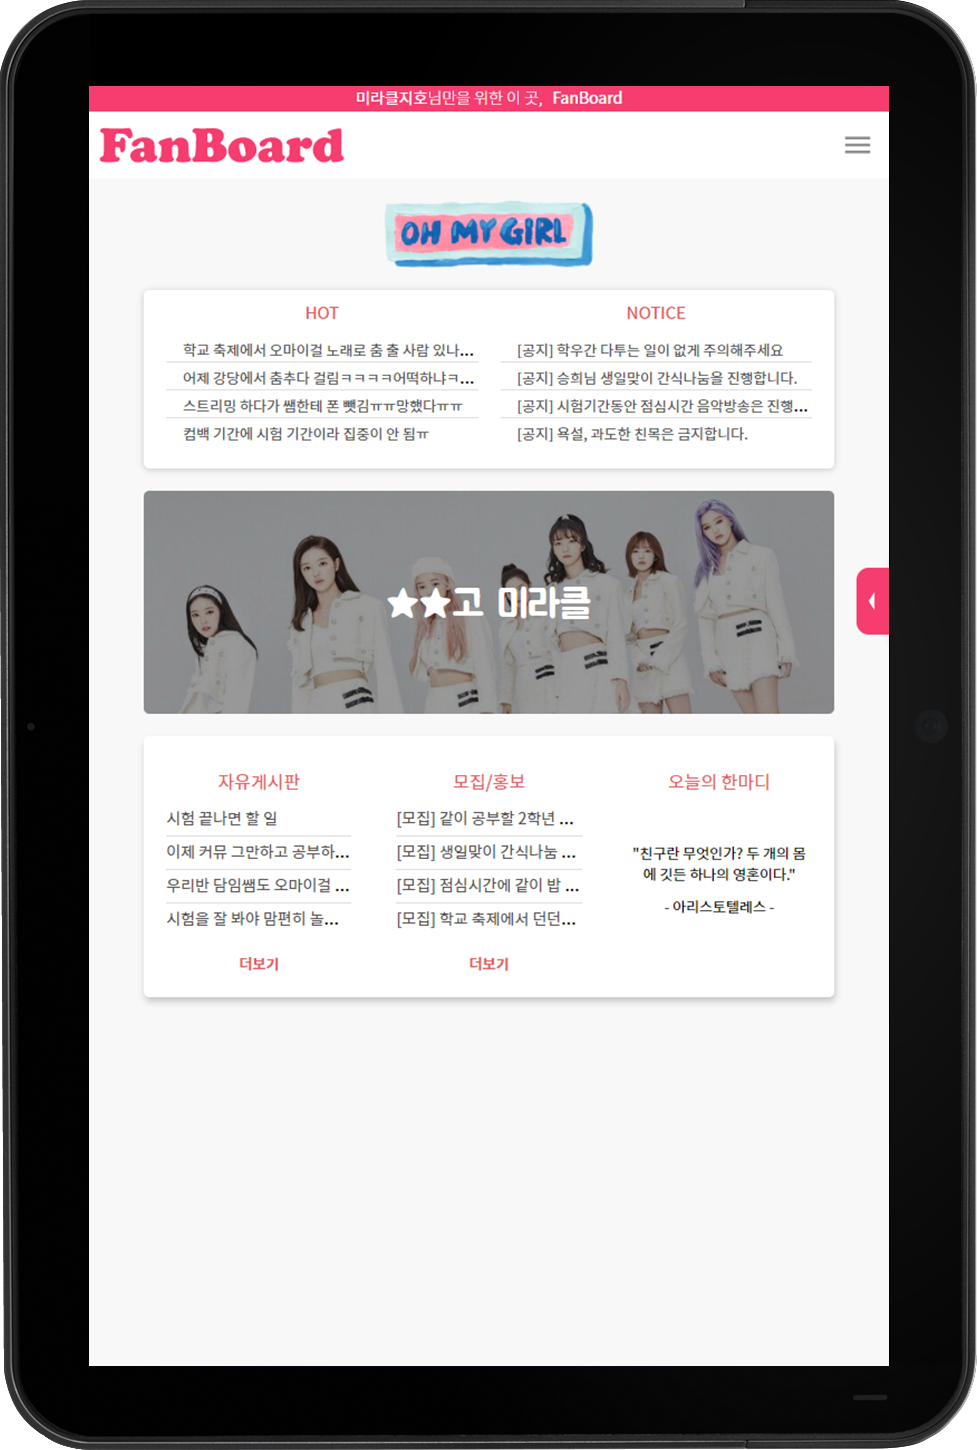 미라클지호님만을 위한 이 곳, FanBoard
FanBoard
OH MY GIRL
HOT
학교 축제에서 오마이걸 노래로 춤 출 사람 있나...
어제 강당에서 춤추다 걸림ㅋㅋㅋㅋ어떡하냐ㅋ...
스트리밍 하다가 쌤한테 폰 뺏김ㅠㅠ망했다ㅠㅠ
컴백 기간에 시험 기간이라 집중이 안 됨ㅠ
NOTICE
[공지] 학우간 다투는 일이 없게 주의해주세요
[공지] 승희님 생일맞이 간식나눔을 진행합니다.
[공지] 시험기간동안 점심시간 음악방송은 진행...
[공지] 욕설, 과도한 친목은 금지합니다.
★★고 미라클
자유게시판
시험 끝나면 할 일
이제 커뮤 그만하고 공부하...
우리반 담임쌤도 오마이걸 ...
시험을 잘 봐야 맘편히 놀...
더보기
모집/홍보
[모집] 같이 공부할 2학년 ...
[모집] 생일맞이 간식나눔 ...
[모집] 점심시간에 같이 밥 ...
[모집] 학교 축제에서 던던...
더보기
오늘의 한마디
"친구란 무엇인가? 두 개의 몸
에 깃든 하나의 영혼이다."
- 아리스토텔레스 -